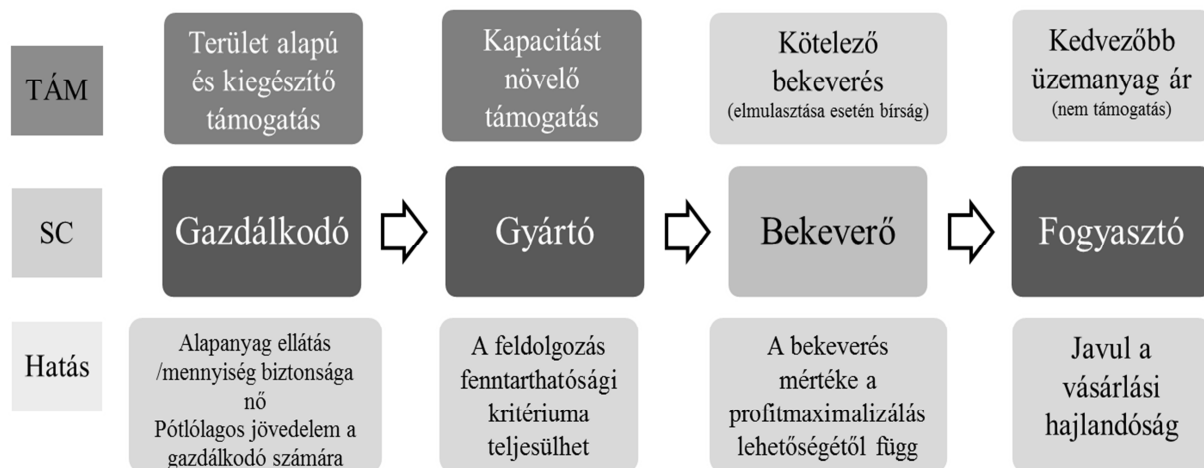 TÁM
Terület alapú
és kiegészítő
támogatás
Kapacitást
növelő
támogatás
Kötelező
bekeverés
(elmulasztása esetén bírság)
Kedvezőbb
üzemanyag ár
(nem támogatás)
SC
Gazdálkodó
Gyártó
Bekeverő
Fogyasztó
Hatás
Alapanyag ellátás
/mennyiség biztonsága
nő
Pótlólagos jövedelem a
gazdálkodó számára
A feldolgozás
fenntarthatósági
kritériuma
teljesülhet
A bekeverés
mértéke a
profitmaximalizálás
lehetőségétől függ
Javul a
vásárlási
hajlandóság